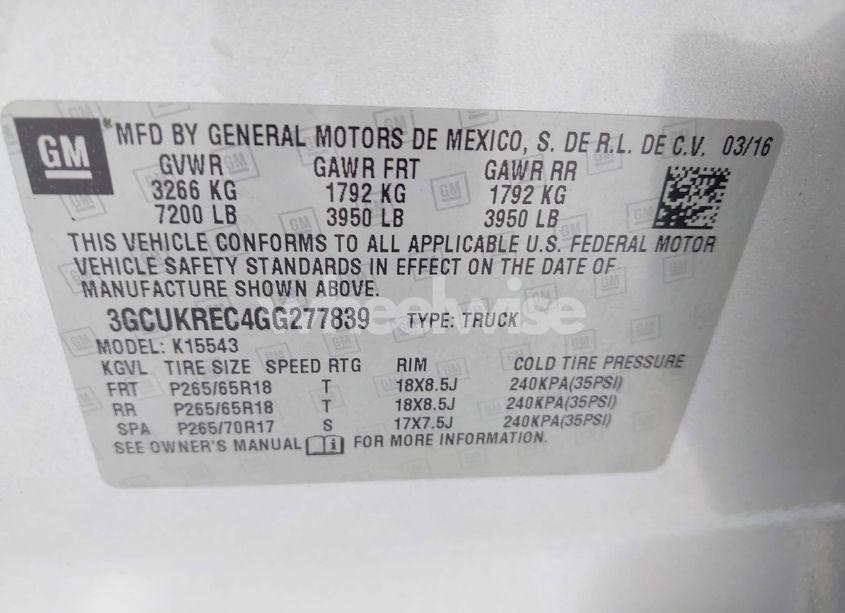 GM
*MFD BY GENERAL MOTORS DE MEXICO, S. DE R.L. DE C.V. 03/16
GVWR GAWR FRT GAWR RR
3266 KG 1792 KG 1792 KG
7200 LB 3950 LB 3950 LB
THIS VEHICLE CONFORMS TO ALL APPLICABLE U.S. FEDERAL MOTOR
VEHICLE SAFETY STANDARDS IN EFFECT ON THE DATE OF
MANUFACTURE SHOWN ABOVE.
3GCUKREC4GG277839 TYPE: TRUCK
wheelwise
MODEL: K15543
KGVL TIRE SIZE SPEED RTG RIM COLD TIRE PRESSURE
FRT P265/65R18 T 18X8.5J 240KPA(35PSI)
RR P265/65R18 T 18X8.5J 240KPA(35PSI)
SPA P265/70R17 S 17X7.5J 240KPA(35PSI)
SEE OWNER'S MANUAL i FOR MORE INFORMATION.